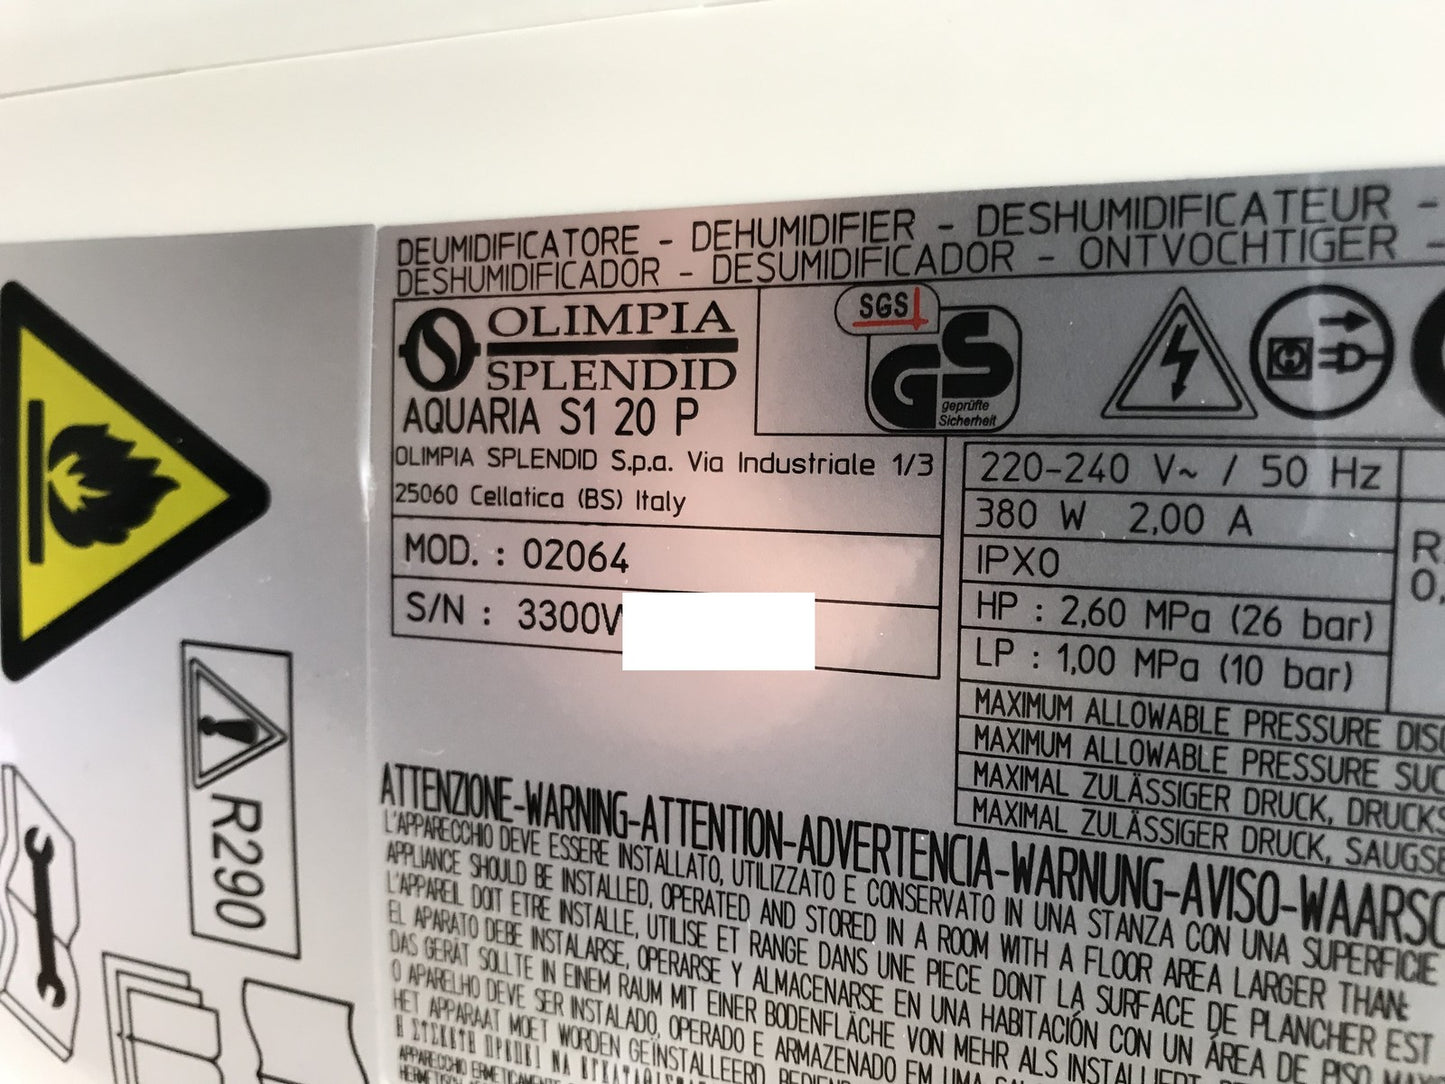 DEUMIDIFICATORE - DEHUMIDIFIER - DESHUMIDIFICATEUR -
DESHUMIDIFICADOR - DESUMIDIFICADOR - ONTVOCHTIGER -
OLIMPIA
SPLENDID
AQUARIA S1 20 P
OLIMPIA SPLENDID S.p.a. Via Industriale 1/3
25060 Cellatica (BS) Italy
MOD. : 02064
S/N : 3300V
SGS
GS
geprüfte
Sicherheit
220-240 V~ / 50 Hz
380 W 2,00 A
IPX0
HP : 2,60 MPa (26 bar)
LP : 1,00 MPa (10 bar)
R
0,
MAXIMUM ALLOWABLE PRESSURE DISC
MAXIMUM ALLOWABLE PRESSURE SUC
MAXIMAL ZULÄSSIGER DRUCK, DRUCKS
MAXIMAL ZULÄSSIGER DRUCK, SAUGSE
R290
ATTENZIONE-WARNING-ATTENTION-ADVERTENCIA-WARNUNG-AVISO-WAARSC
L'APPARECCHIO DEVE ESSERE INSTALLATO, UTILIZZATO E CONSERVATO IN UNA STANZA CON UNA SUPERFICIE
APPLIANCE SHOULD BE INSTALLED, OPERATED AND STORED IN A ROOM WITH A FLOOR AREA LARGER THAN:
L'APPAREIL DOIT ETRE INSTALLE, UTILISE ET RANGE DANS UNE PIECE DONT LA SURFACE DE PLANCHER EST
EL APARATO DEBE INSTALARSE, OPERARSE Y ALMACENARSE EN UNA HABITACIÓN CON UN ÁREA DE PISO
DAS GERÄT SOLLTE IN EINEM RAUM MIT EINER BODENFLÄCHE VON MEHR ALS INSTALLIERT,
O APARELHO DEVE SER INSTALADO, OPERADO E ARMAZENADO EM UMA
HET APPARAAT MOET WORDEN GEÏNSTALLEERD,
APPARECCHIO ERMETICAMENTE